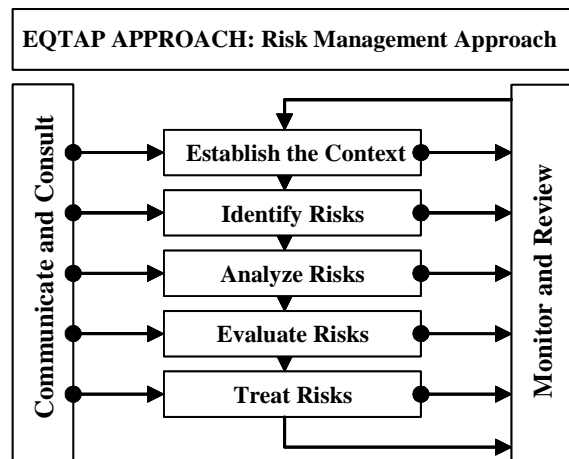 EQTAP APPROACH: Risk Management Approach
Communicate and Consult
Establish the Context
Identify Risks
Analyze Risks
Evaluate Risks
Treat Risks
Monitor and Review